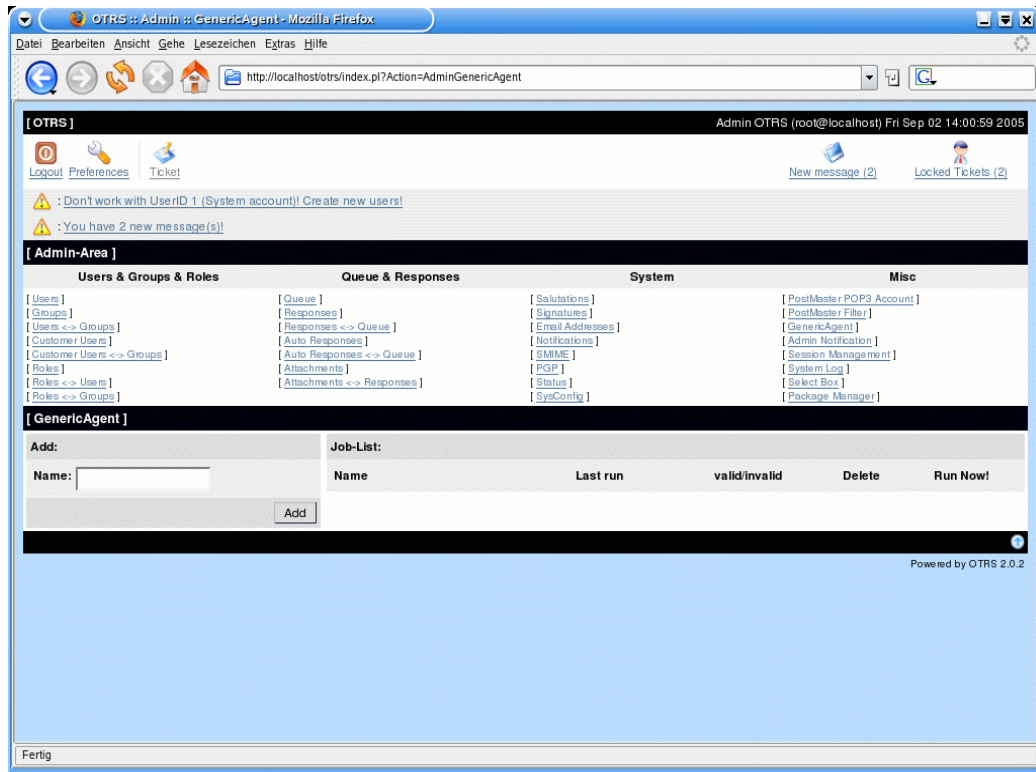 OTRS :: Admin :: GenericAgent - Mozilla Firefox
Datei Bearbeiten Ansicht Gehe Lesezeichen Extras Hilfe
http://localhost/otrs/index.pl?Action=AdminGenericAgent
[ OTRS ] Admin OTRS (root@localhost) Fri Sep 02 14:00:59 2005
Logout Preferences Ticket New message (2) Locked Tickets (2)
: Don't work with UserID 1 (System account)! Create new users!
: You have 2 new message(s)!
[ Admin-Area ]
Users & Groups & Roles Queue & Responses System Misc
[ Users ] [ Queue ] [ Salutations ] [ PostMaster POP3 Account ]
[ Groups ] [ Responses ] [ Signatures ] [ PostMaster Filter ]
[ Users <-> Groups ] [ Responses <-> Queue ] [ Email Addresses ] [ GenericAgent ]
[ Customer Users ] [ Auto Responses ] [ Notifications ] [ Admin Notification ]
[ Customer Users <-> Groups ] [ Auto Responses <-> Queue ] [ SMIME ] [ Session Management ]
[ Roles ] [ Attachments ] [ PGP ] [ System Log ]
[ Roles <-> Users ] [ Attachments <-> Responses ] [ Status ] [ Select Box ]
[ Roles <-> Groups ] [ SysConfig ] [ Package Manager ]
[ GenericAgent ]
Add: Job-List:
Name: Name Last run valid/invalid Delete Run Now!
Add
Powered by OTRS 2.0.2
Fertig